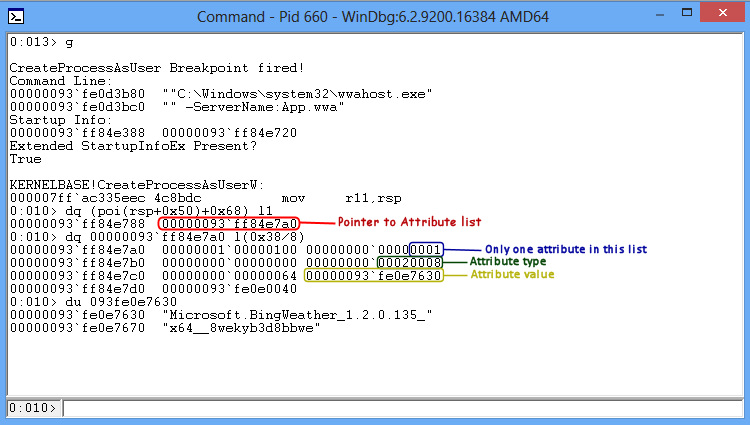 Command - Pid 660 - WinDbg:6.2.9200.16384 AMD64
0:013> g
CreateProcessAsUser Breakpoint fired!
Command Line:
00000093`fe0d3b80  ""C:\Windows\system32\wwahost.exe"
00000093`fe0d3bc0  "" -ServerName:App.wwa"
Startup Info:
00000093`ff84e388  00000093`ff84e720
Extended StartupInfoEx Present?
True
KERNELBASE!CreateProcessAsUserW:
000007ff`ac335eec 4c8bdc          mov     r11,rsp
0:010> dq (poi(rsp+0x50)+0x68) l1
00000093`ff84e788  00000093`ff84e7a0 Pointer to Attribute list
0:010> dq 00000093`ff84e7a0 l(0x38/8)
00000093`ff84e7a0  00000001`00000100 00000000`00000001 Only one attribute in this list
00000093`ff84e7b0  00000000`00000000 00000000`00020008 Attribute type
00000093`ff84e7c0  00000000`00000064 00000093`fe0e7630 Attribute value
00000093`ff84e7d0  00000093`fe0e0040
0:010> du 093fe0e7630
00000093`fe0e7630  "Microsoft.BingWeather_1.2.0.135_"
00000093`fe0e7670  "x64__8wekyb3d8bbwe"
0:010>